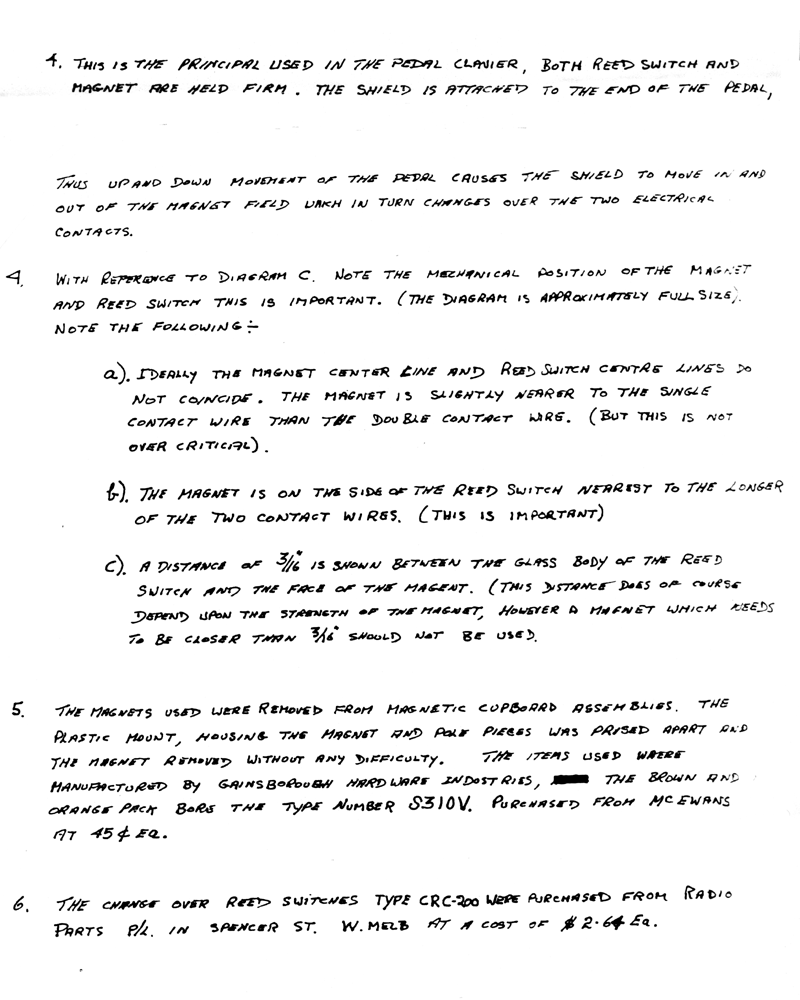 4. THIS IS THE PRINCIPAL USED IN THE PEDAL CLAVIER, BOTH REED SWITCH AND
MAGNET ARE HELD FIRM. THE SHIELD IS ATTACHED TO THE END OF THE PEDAL,
THUS UP AND DOWN MOVEMENT OF THE PEDAL CAUSES THE SHIELD TO MOVE IN AND
OUT OF THE MAGNET FIELD WHICH IN TURN CHANGES OVER THE TWO ELECTRICAL
CONTACTS.
4. WITH REFERENCE TO DIAGRAM C. NOTE THE MECHANICAL POSITION OF THE MAGNET
AND REED SWITCH THIS IS IMPORTANT. (THE DIAGRAM IS APPROXIMATELY FULL SIZE).
NOTE THE FOLLOWING:-
a). IDEALLY THE MAGNET CENTER LINE AND REED SWITCH CENTRE LINES DO
NOT COINCIDE. THE MAGNET IS SLIGHTLY NEARER TO THE SINGLE
CONTACT WIRE THAN THE DOUBLE CONTACT WIRE. (BUT THIS IS NOT
OVER CRITICAL).
b). THE MAGNET IS ON THE SIDE OF THE REED SWITCH NEAREST TO THE LONGER
OF THE TWO CONTACT WIRES. (THIS IS IMPORTANT)
c). A DISTANCE OF 3/16" IS SHOWN BETWEEN THE GLASS BODY OF THE REED
SWITCH AND THE FACE OF THE MAGENT. (THIS DISTANCE DOES OF COURSE
DEPEND UPON THE STRENGTH OF THE MAGNET, HOWEVER A MAGNET WHICH NEEDS
TO BE CLOSER THAN 3/16" SHOULD NOT BE USED.
5. THE MAGNETS USED WERE REMOVED FROM MAGNETIC CUPBOARD ASSEMBLIES. THE
PLASTIC MOUNT, HOUSING THE MAGNET AND POLE PIECES WAS PRISED APART AND
THE MAGNET REMOVED WITHOUT ANY DIFFICULTY. THE ITEMS USED WHERE
MANUFACTURED BY GAINSBOROUGH HARDWARE INDOSTRIES, THE BROWN AND
ORANGE PACK BORE THE TYPE NUMBER S310V. PURCHASED FROM MC EWANS
AT 45¢ EA.
6. THE CHANGE OVER REED SWITCHES TYPE CRC-200 WERE PURCHASED FROM RADIO
PARTS P/L. IN SPENCER ST. W. MELB AT A COST OF $2.64 EA.